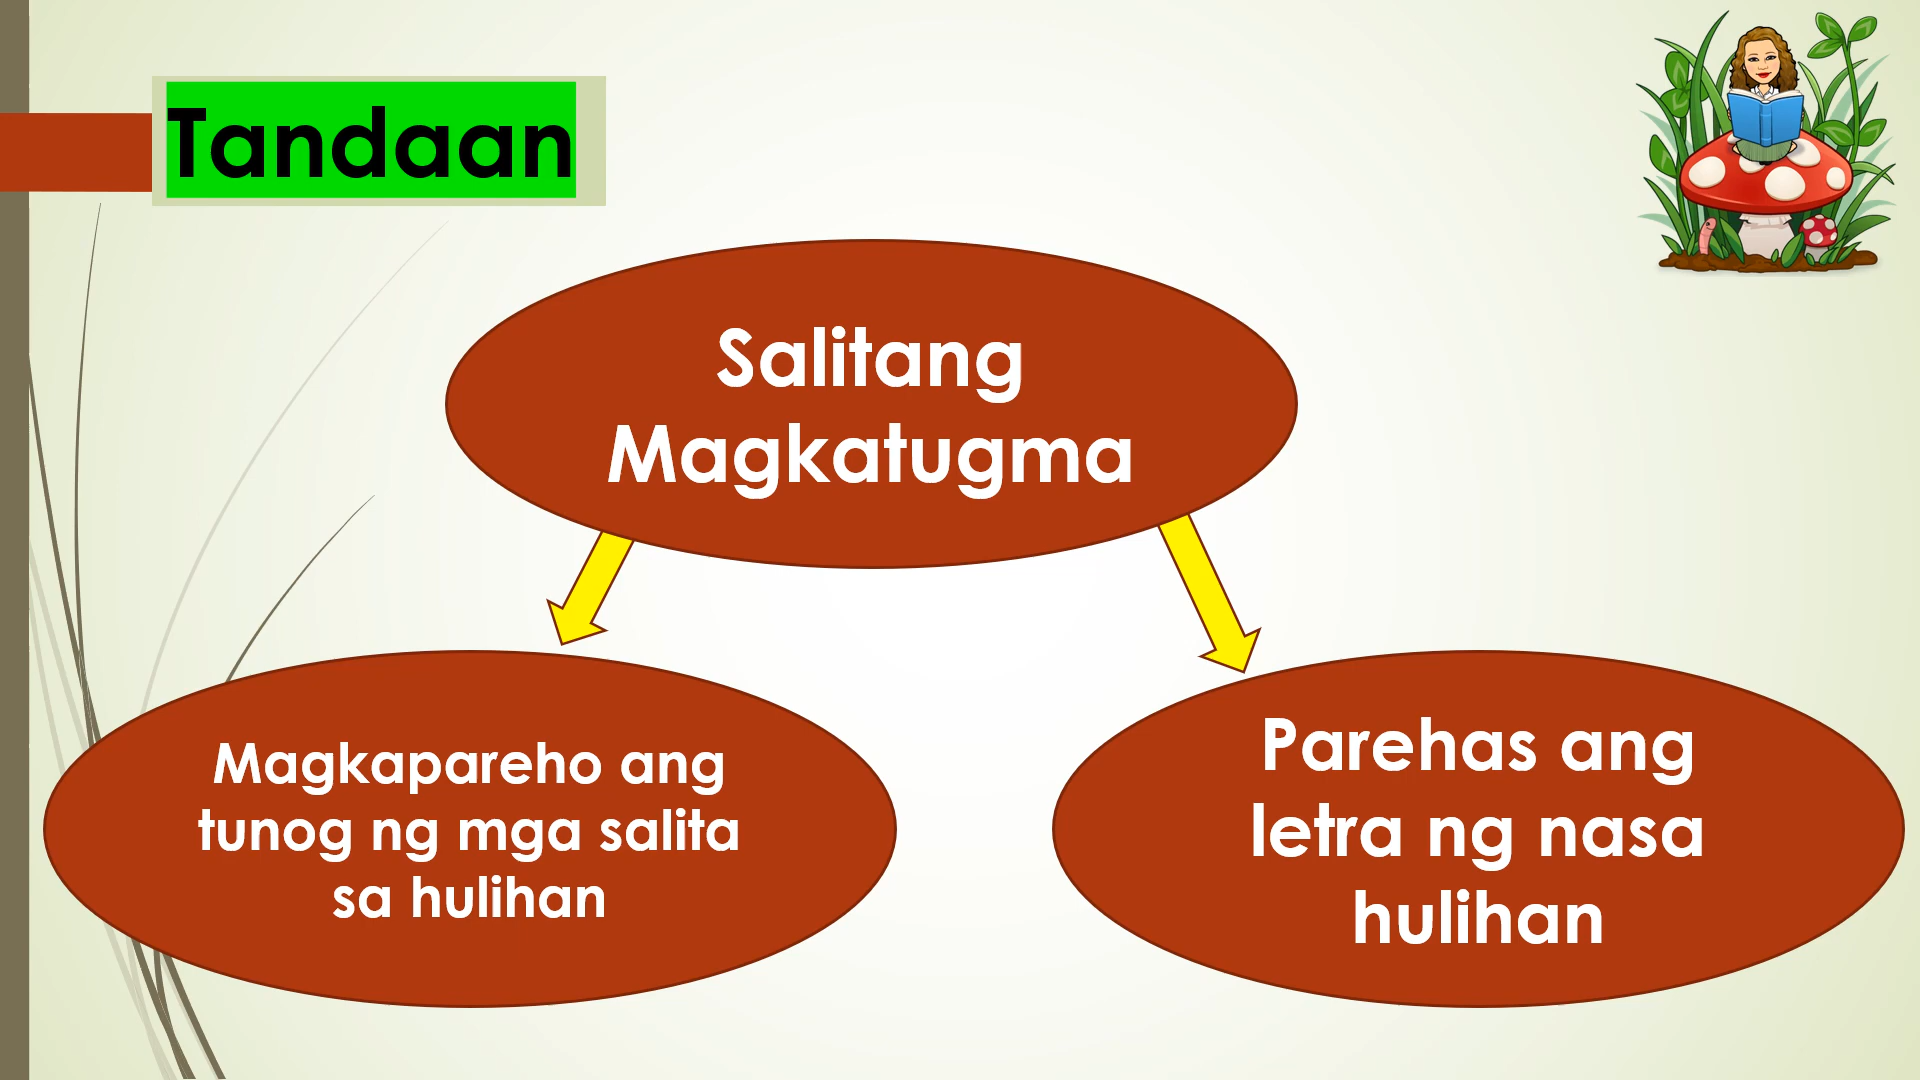 Tandaan
Salitang
Magkatugma
Magkapareho ang
tunog ng mga salita
sa hulihan
Parehas ang
letra ng nasa
hulihan